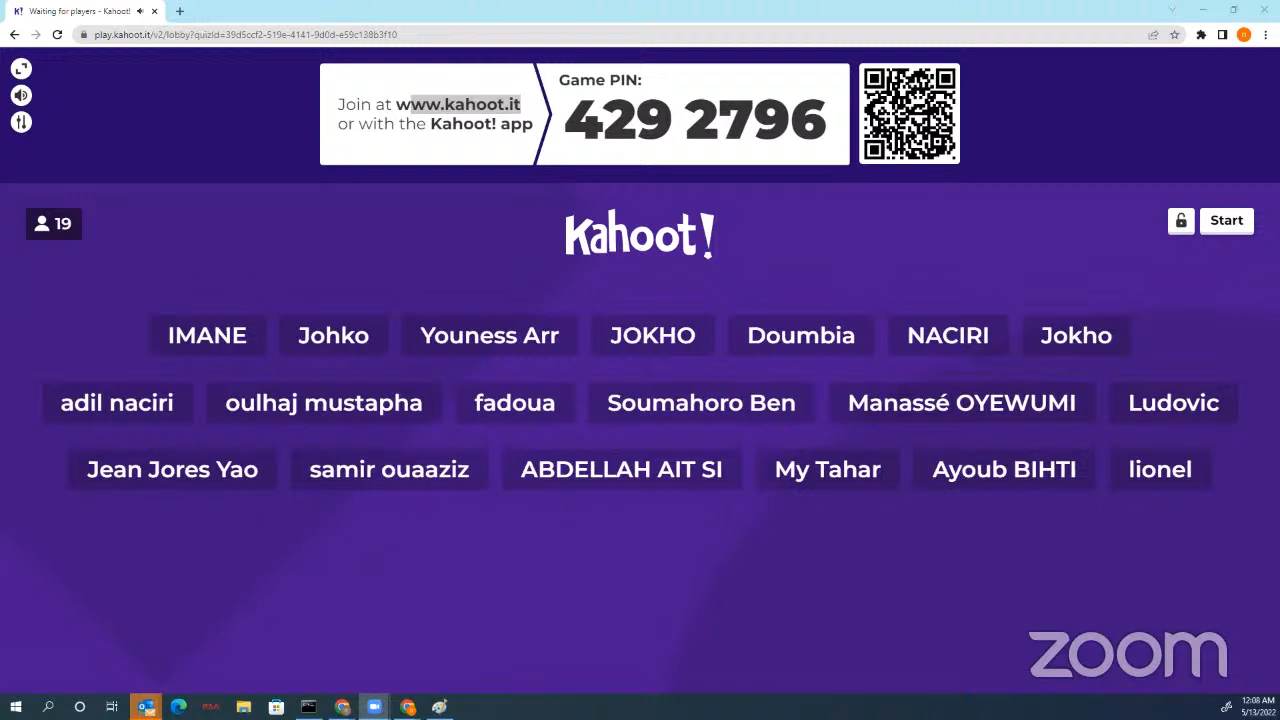 Waiting for players - Kahoot!
play.kahoot.it/v2/lobby?quizId=39d5ccf2-519e-4141-9d0d-e59c138b3f10
Join at www.kahoot.it
or with the Kahoot! app
Game PIN:
429 2796
19
Kahoot!
Start
IMANE Johko Youness Arr JOKHO Doumbia NACIRI Jokho
adil naciri oulhaj mustapha fadoua Soumahoro Ben Manassé OYEWUMI Ludovic
Jean Jores Yao samir ouaaziz ABDELLAH AIT SI My Tahar Ayoub BIHTI lionel
zoom
RSA
12:08 AM
5/13/2022